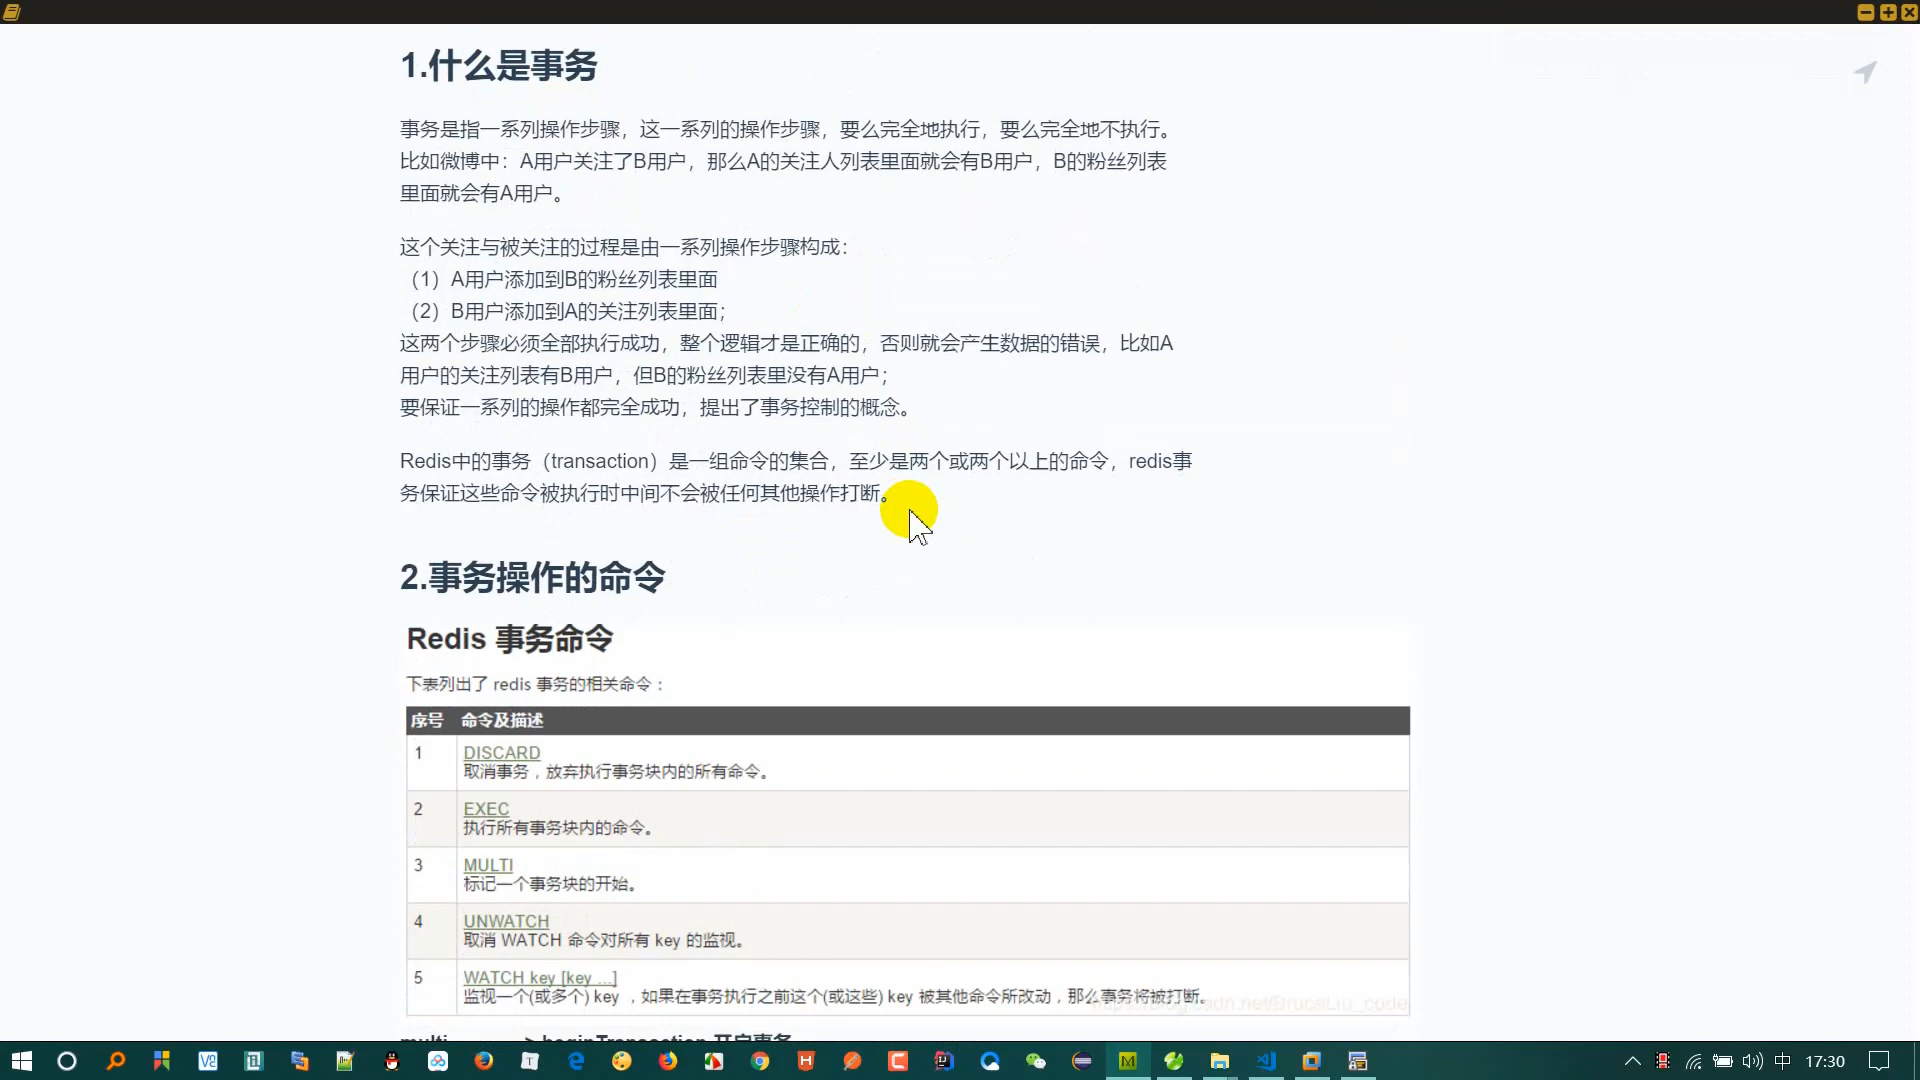 1.什么是事务
事务是指一系列操作步骤，这一系列的操作步骤，要么完全地执行，要么完全地不执行。
比如微博中：A用户关注了B用户，那么A的关注人列表里面就会有B用户，B的粉丝列表
里面就会有A用户。
这个关注与被关注的过程是由一系列操作步骤构成：
（1）A用户添加到B的粉丝列表里面
（2）B用户添加到A的关注列表里面；
这两个步骤必须全部执行成功，整个逻辑才是正确的，否则就会产生数据的错误，比如A
用户的关注列表有B用户，但B的粉丝列表里没有A用户；
要保证一系列的操作都完全成功，提出了事务控制的概念。
Redis中的事务（transaction）是一组命令的集合，至少是两个或两个以上的命令，redis事
务保证这些命令被执行时中间不会被任何其他操作打断。
2.事务操作的命令
Redis 事务命令
下表列出了 redis 事务的相关命令：
序号 命令及描述
1 DISCARD
取消事务，放弃执行事务块内的所有命令。
2 EXEC
执行所有事务块内的命令。
3 MULTI
标记一个事务块的开始。
4 UNWATCH
取消 WATCH 命令对所有 key 的监视。
5 WATCH key [key ...]
监视一个(或多个) key ，如果在事务执行之前这个(或这些) key 被其他命令所改动，那么事务将被打断。
beginTransaction 开启事务
中 17:30